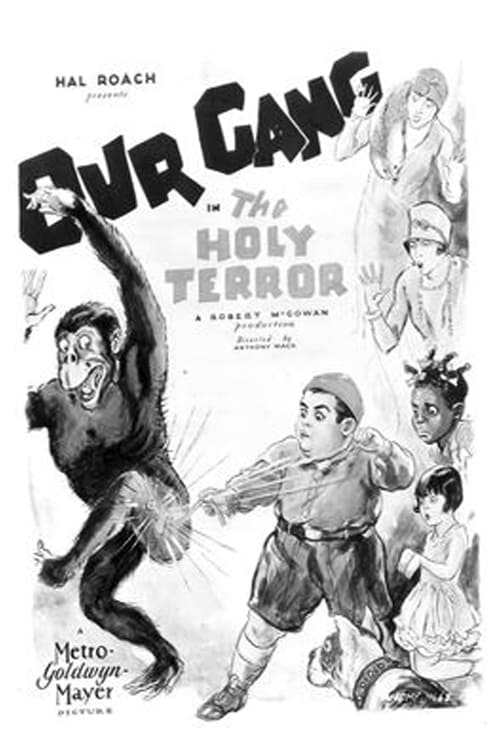 HAL ROACH
presents
OUR GANG
IN The
HOLY
TERROR
A ROBERT McGOWAN
production
Directed by
ANTHONY MACK
A
Metro-
Goldwyn-
Mayer
PICTURE